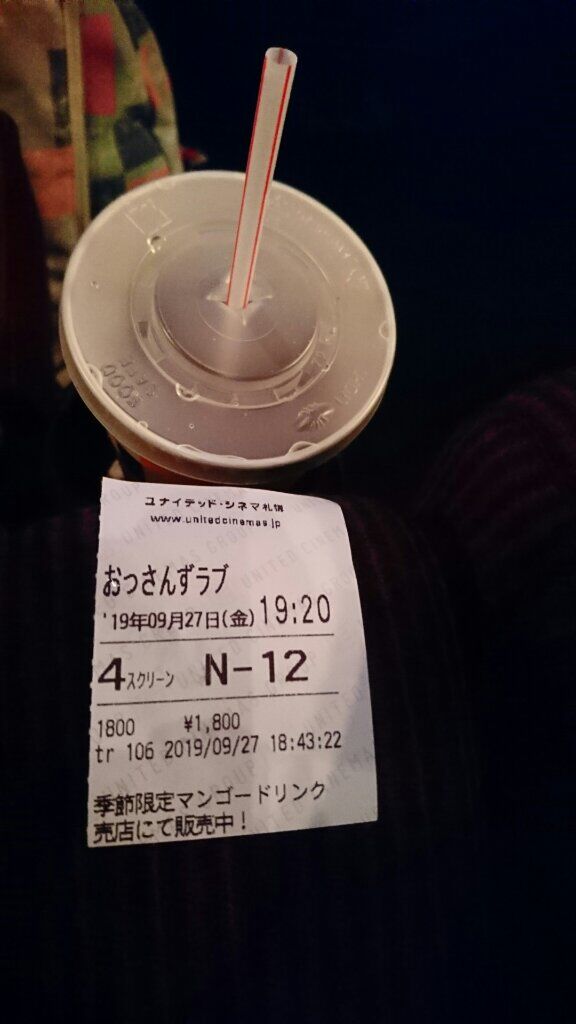 ユナイテッド・シネマ札幌
www.unitedcinemas.jp
おっさんずラブ
'19年09月27日(金) 19:20
4スクリーン N-12
1800 ¥1,800
tr 106 2019/09/27 18:43:22
季節限定マンゴードリンク
売店にて販売中!